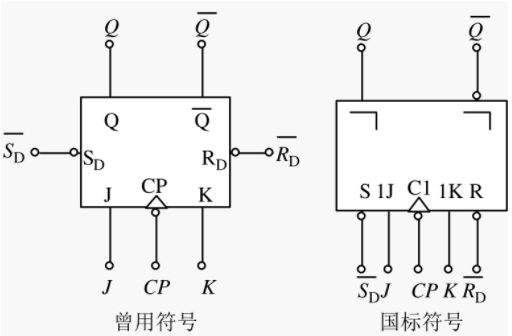 Q Q̅ Q Q̅
Q Q̅
S̅D SD RD R̅D
J CP K S 1J C1 1K R
J CP K S̅D J CP K R̅D
曾用符号 国标符号